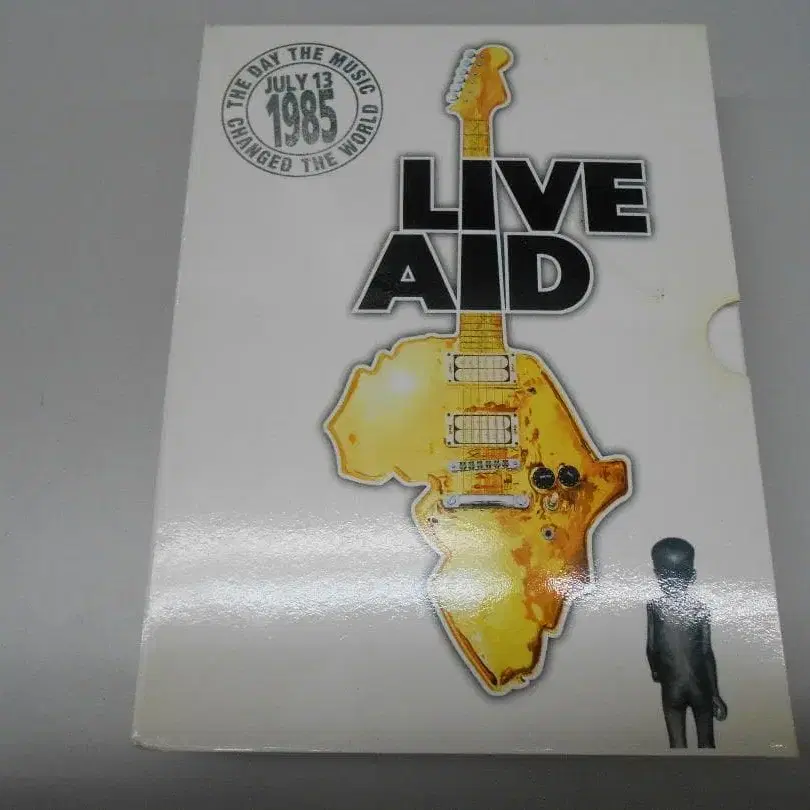 THE DAY THE MUSIC
JULY 13
1985
CHANGED THE WORLD
LIVE
AID